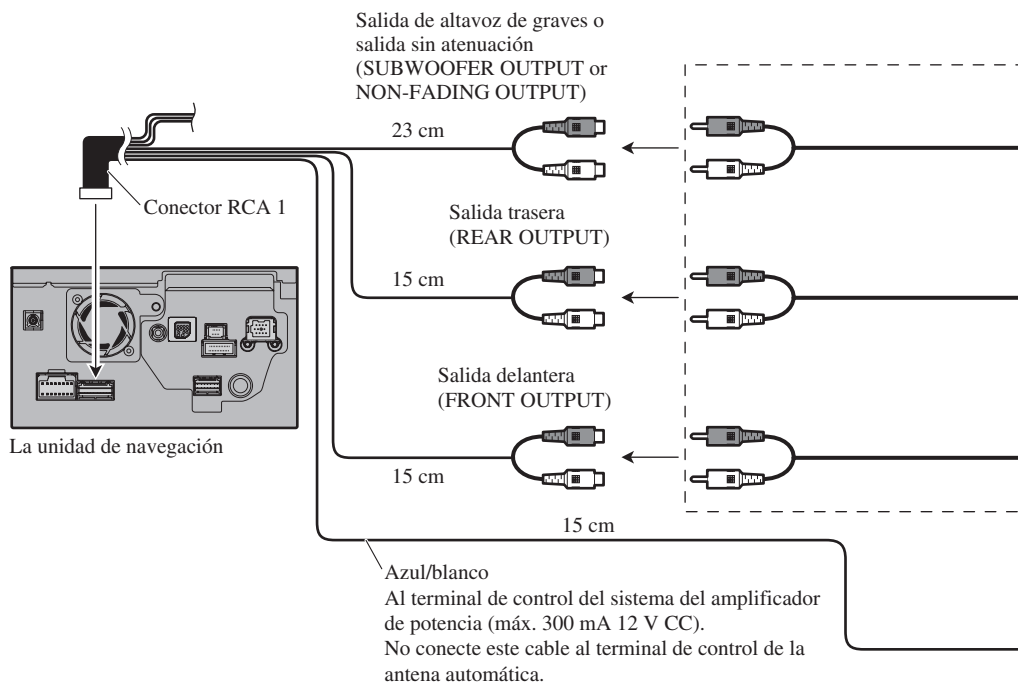 Salida de altavoz de graves o
salida sin atenuación
(SUBWOOFER OUTPUT or
NON-FADING OUTPUT)
23 cm
Conector RCA 1
Salida trasera
(REAR OUTPUT)
15 cm
Salida delantera
(FRONT OUTPUT)
La unidad de navegación
15 cm
15 cm
Azul/blanco
Al terminal de control del sistema del amplificador
de potencia (máx. 300 mA 12 V CC).
No conecte este cable al terminal de control de la
antena automática.